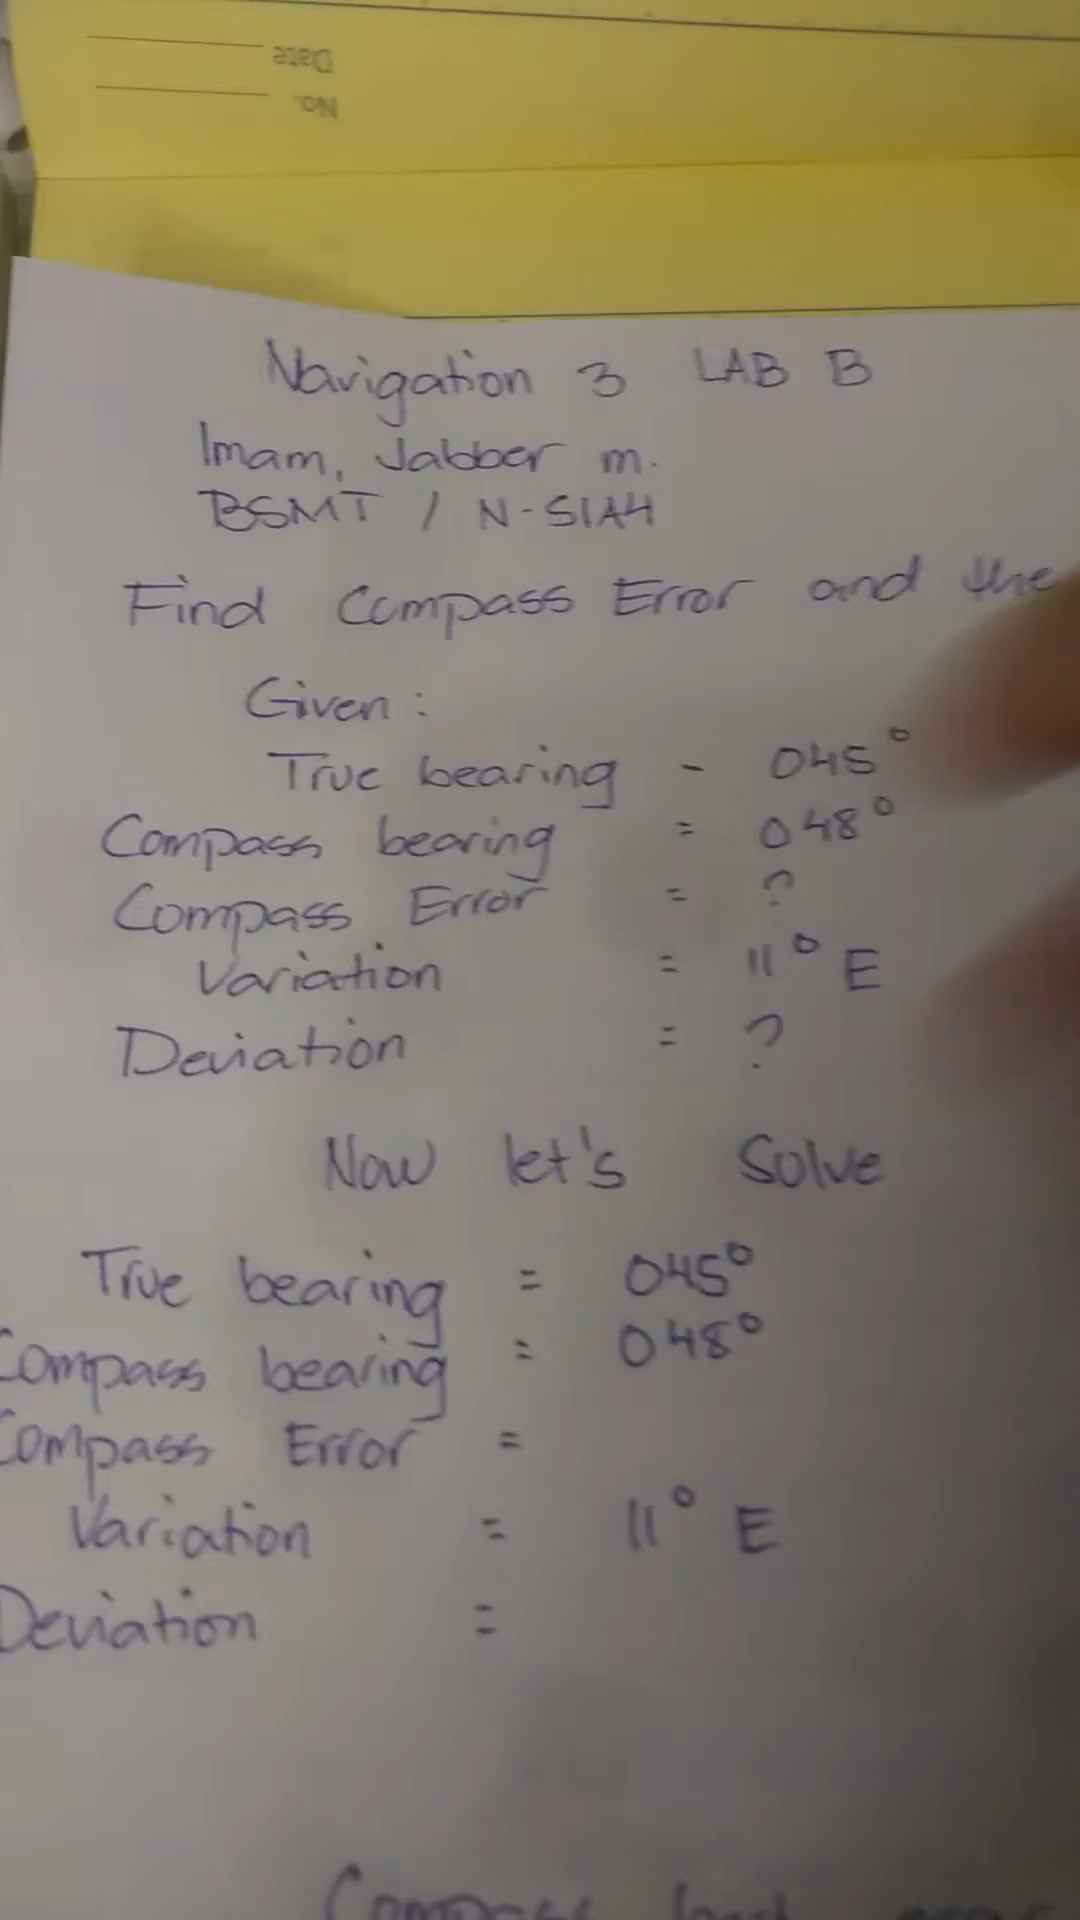 Date
No.
Navigation 3 LAB B
Imam, Jabber m.
BSMT / N-S1A4
Find Compass Error and the
Given :
True bearing - 045°
Compass bearing = 048°
Compass Error = ?
Variation = 11° E
Deviation = ?
Now let's Solve
True bearing = 045°
Compass bearing = 048°
Compass Error =
Variation = 11° E
Deviation =
Compass